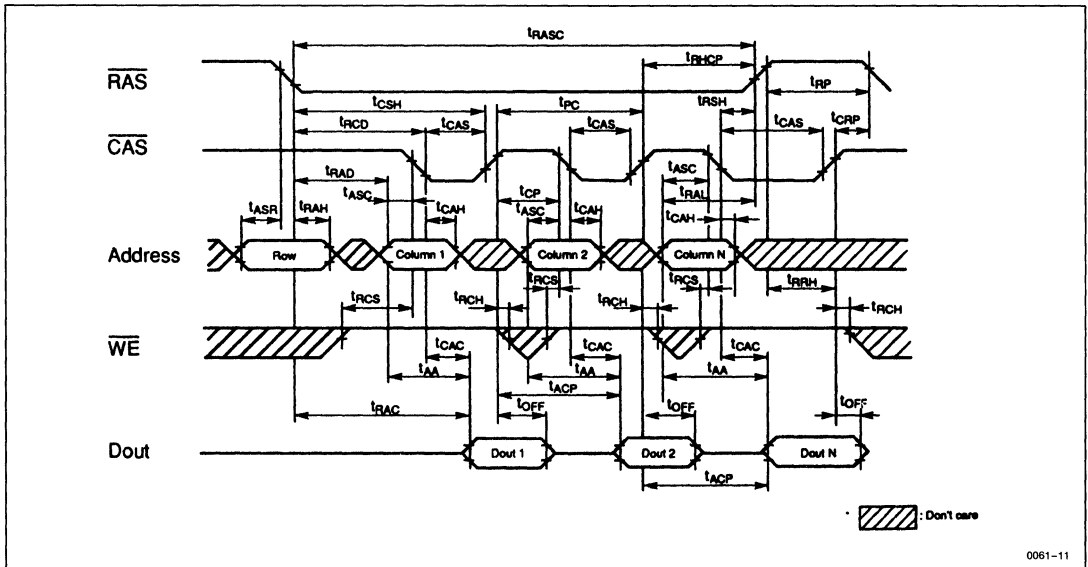 tRASC
tRHCP
RAS
tRP
tCSH
tPC
tRSH
tRCD
tCAS
tCAS
tCAS
tCRP
CAS
tRAD
tASC
tASC
tCP
tRAL
tASR
tRAH
tCAH
tASC
tCAH
tCAH
Address
Row
Column 1
Column 2
Column N
tRCS
tRCS
tRCS
tRRH
tRCH
tRCH
tRCH
WE
tCAC
tCAC
tCAC
tAA
tAA
tAA
tACP
tRAC
tOFF
tOFF
tOFF
Dout
Dout 1
Dout 2
Dout N
tACP
: Don't care
0061-11